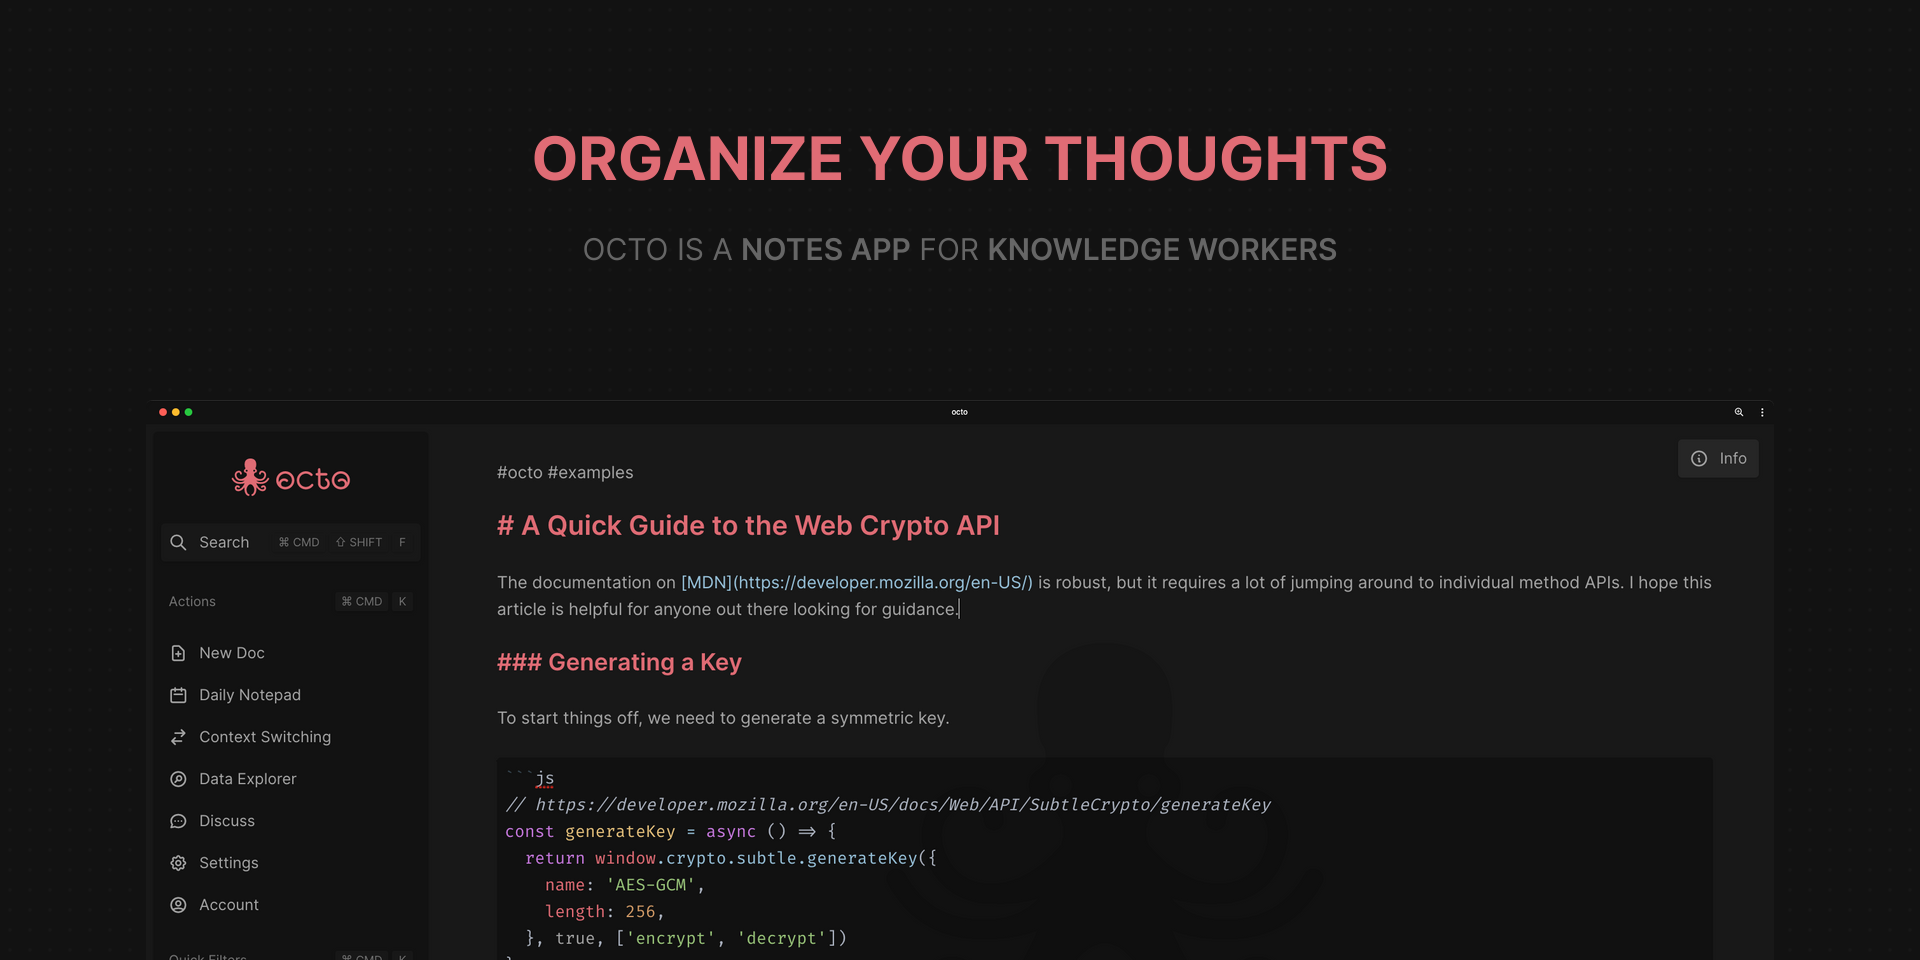 ORGANIZE YOUR THOUGHTS
OCTO IS A NOTES APP FOR KNOWLEDGE WORKERS
octo
octo
Search ⌘ CMD ⇧ SHIFT F
Actions ⌘ CMD K
New Doc
Daily Notepad
Context Switching
Data Explorer
Discuss
Settings
Account
Quick Filters ⌘ CMD K
Info
#octo #examples
# A Quick Guide to the Web Crypto API
The documentation on [MDN](https://developer.mozilla.org/en-US/) is robust, but it requires a lot of jumping around to individual method APIs. I hope this
article is helpful for anyone out there looking for guidance.
### Generating a Key
To start things off, we need to generate a symmetric key.
```js
// https://developer.mozilla.org/en-US/docs/Web/API/SubtleCrypto/generateKey
const generateKey = async () => {
return window.crypto.subtle.generateKey({
name: 'AES-GCM',
length: 256,
}, true, ['encrypt', 'decrypt'])